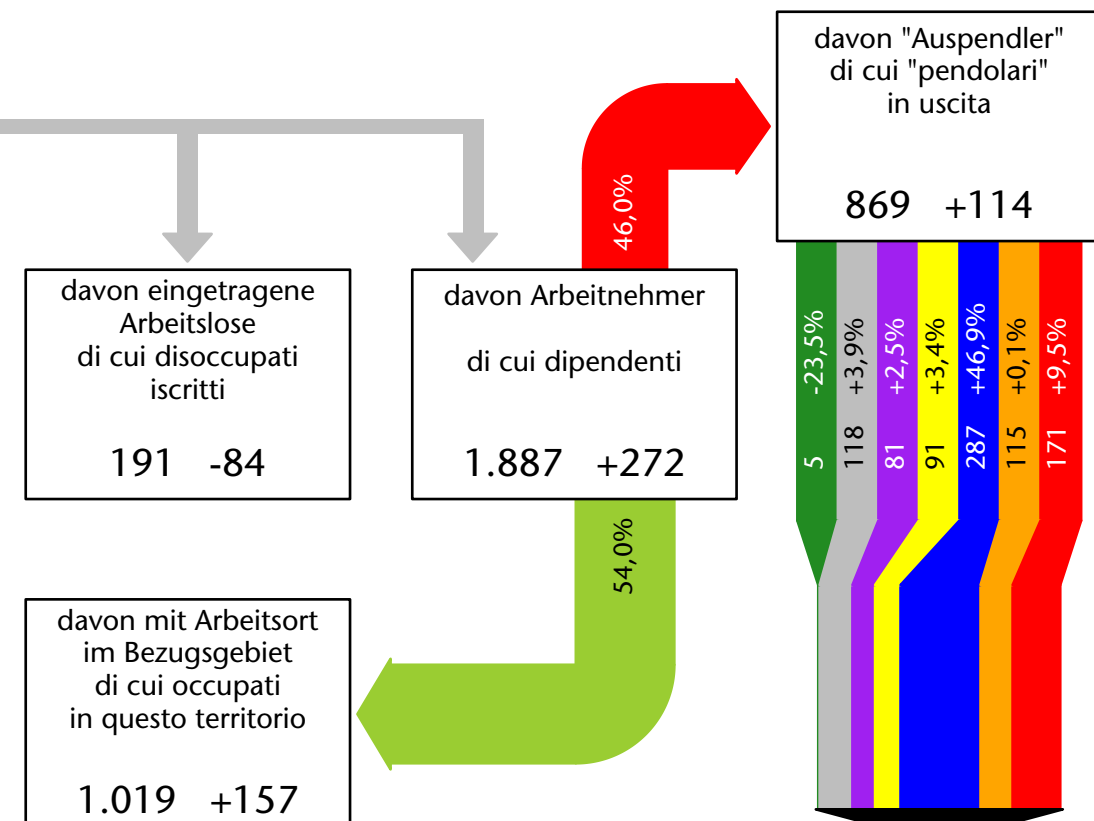 davon "Auspendler"
di cui "pendolari"
in uscita
869 +114
46,0%
davon eingetragene
Arbeitslose
di cui disoccupati
iscritti
191 -84
davon Arbeitnehmer
di cui dipendenti
1.887 +272
5 -23,5%
118 +3,9%
81 +2,5%
91 +3,4%
287 +46,9%
115 +0,1%
171 +9,5%
54,0%
davon mit Arbeitsort
im Bezugsgebiet
di cui occupati
in questo territorio
1.019 +157